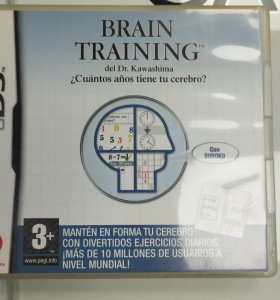 BRAIN
TRAINING™
del Dr. Kawashima
¿Cuántos años tiene tu cerebro?
Con
SUDOKU
3+
www.pegi.info
MANTÉN EN FORMA TU CEREBRO
CON DIVERTIDOS EJERCICIOS DIARIOS
¡MÁS DE 10 MILLONES DE USUARIOS A
NIVEL MUNDIAL!